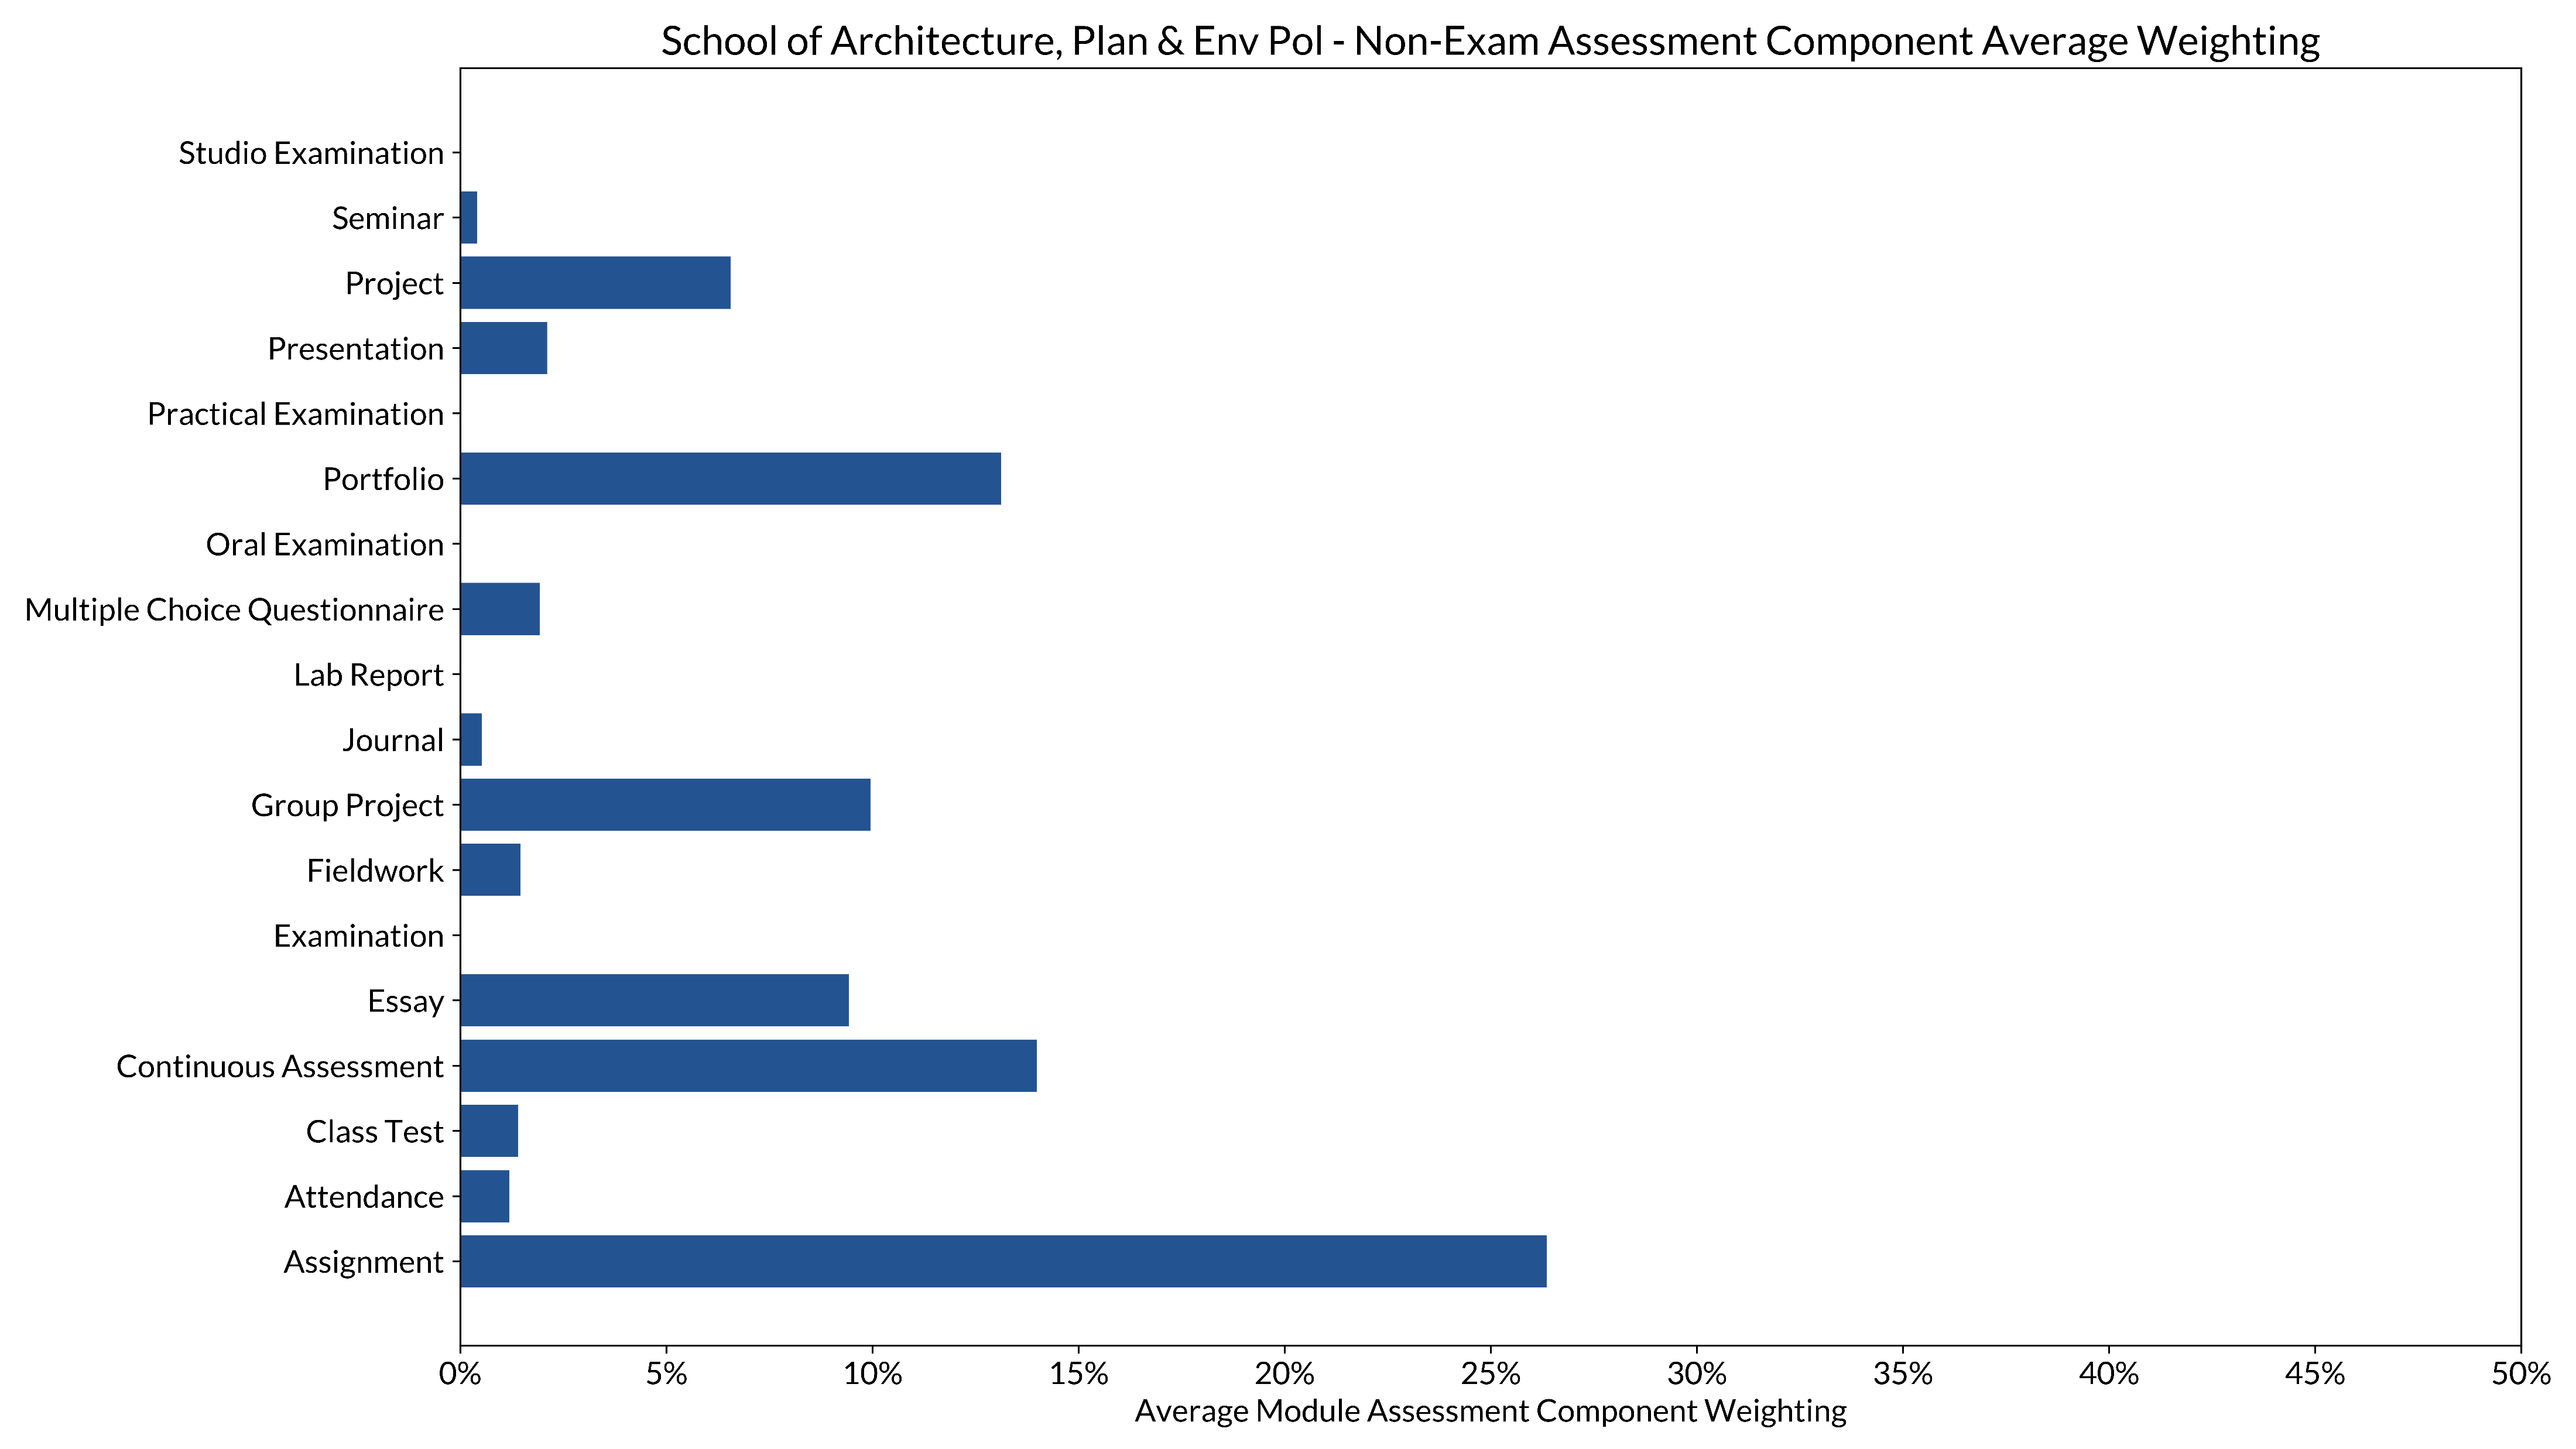 School of Architecture, Plan & Env Pol - Non-Exam Assessment Component Average Weighting
Studio Examination
Seminar
Project
Presentation
Practical Examination
Portfolio
Oral Examination
Multiple Choice Questionnaire
Lab Report
Journal
Group Project
Fieldwork
Examination
Essay
Continuous Assessment
Class Test
Attendance
Assignment
0% 5% 10% 15% 20% 25% 30% 35% 40% 45% 50%
Average Module Assessment Component Weighting